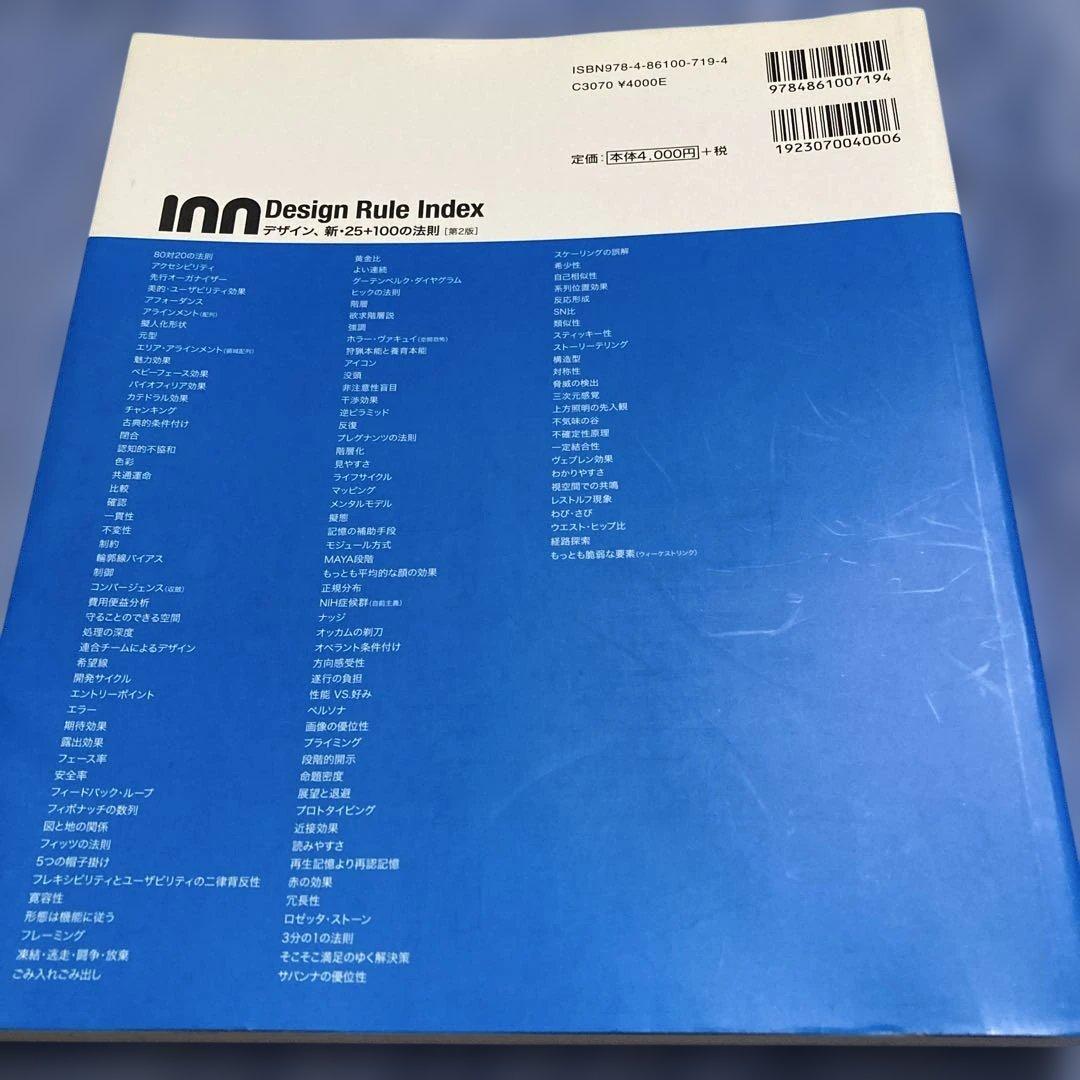 ISBN978-4-86100-719-4
C3070 ¥4000E
9784861007194
1923070040006
定価:本体4,000円+税
Inn Design Rule Index
デザイン、新・25+100の法則[第2版]
80対20の法則
アクセシビリティ
先行オーガナイザー
美的・ユーザビリティ効果
アフォーダンス
アラインメント(配列)
擬人化形状
元型
エリア・アラインメント(領域配列)
魅力効果
ベビーフェース効果
バイオフィリア効果
カテドラル効果
チャンキング
古典的条件付け
閉合
認知的不協和
色彩
共通運命
比較
確認
一貫性
不変性
制約
輪郭線バイアス
制御
コンバージェンス(収斂)
費用便益分析
守ることのできる空間
処理の深度
連合チームによるデザイン
希望線
開発サイクル
エントリーポイント
エラー
期待効果
露出効果
フェース率
安全率
フィードバック・ループ
フィボナッチの数列
図と地の関係
フィッツの法則
5つの帽子掛け
フレキシビリティとユーザビリティの二律背反性
寛容性
形態は機能に従う
フレーミング
凍結・逃走・闘争・放棄
ごみ入れごみ出し
黄金比
よい連続
グーテンベルク・ダイヤグラム
ヒックの法則
階層
欲求階層説
強調
ホラー・ヴァキュイ(空間恐怖)
狩猟本能と養育本能
アイコン
没頭
非注意性盲目
干渉効果
逆ピラミッド
反復
プレグナンツの法則
階層化
見やすさ
ライフサイクル
マッピング
メンタルモデル
擬態
記憶の補助手段
モジュール方式
MAYA段階
もっとも平均的な顔の効果
正規分布
NIH症候群(自前主義)
ナッジ
オッカムの剃刀
オペラント条件付け
方向感受性
遂行の負担
性能 VS.好み
ペルソナ
画像の優位性
プライミング
段階的開示
命題密度
展望と退避
プロトタイピング
近接効果
読みやすさ
再生記憶より再認記憶
赤の効果
冗長性
ロゼッタ・ストーン
3分の1の法則
そこそこ満足のゆく解決策
サバンナの優位性
スケーリングの誤解
希少性
自己相似性
系列位置効果
反応形成
SN比
類似性
スティッキー性
ストーリーテリング
構造型
対称性
脅威の検出
三次元感覚
上方照明の先入観
不気味の谷
不確定性原理
一定結合性
ヴェブレン効果
わかりやすさ
視空間での共鳴
レストルフ現象
わび・さび
ウエスト・ヒップ比
経路探索
もっとも脆弱な要素(ウィーケストリング)